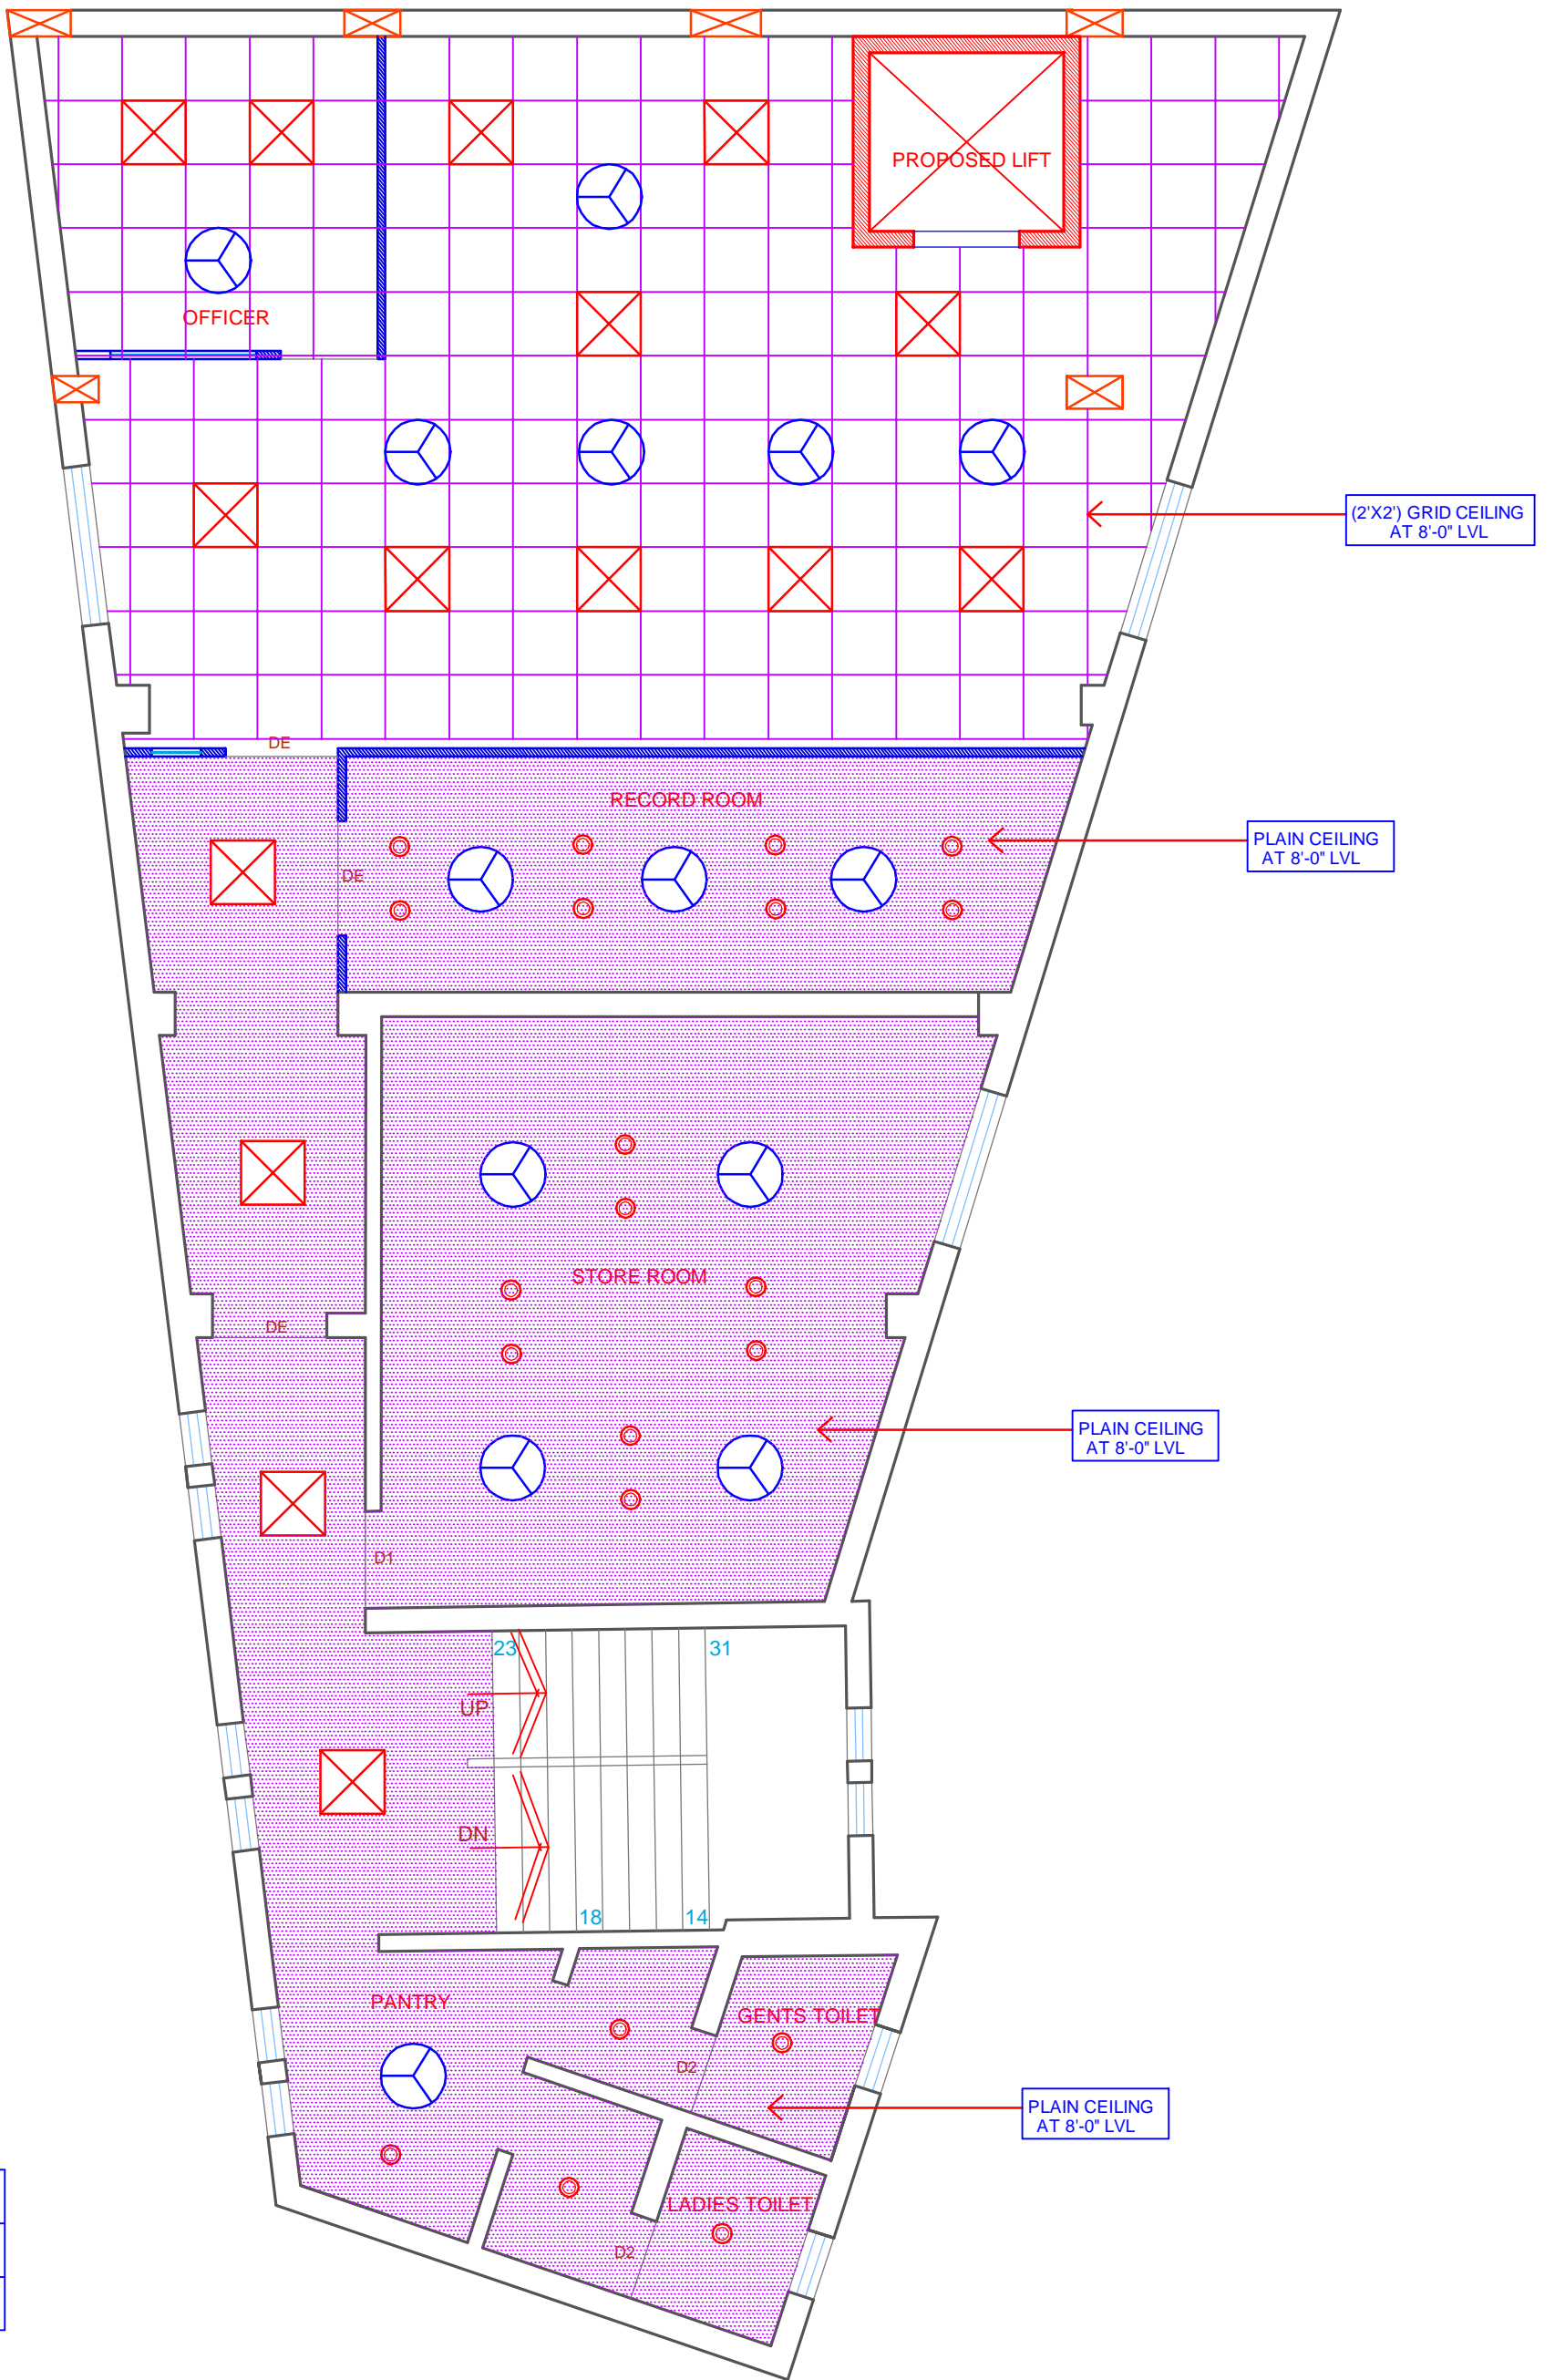 PROPOSED LIFT
OFFICER
(2'X2') GRID CEILING
AT 8'-0" LVL
DE
RECORD ROOM
PLAIN CEILING
AT 8'-0" LVL
DE
STORE ROOM
DE
PLAIN CEILING
AT 8'-0" LVL
D1
23
31
UP
DN
18
14
PANTRY
GENTS TOILET
D2
PLAIN CEILING
AT 8'-0" LVL
LADIES TOILET
D2